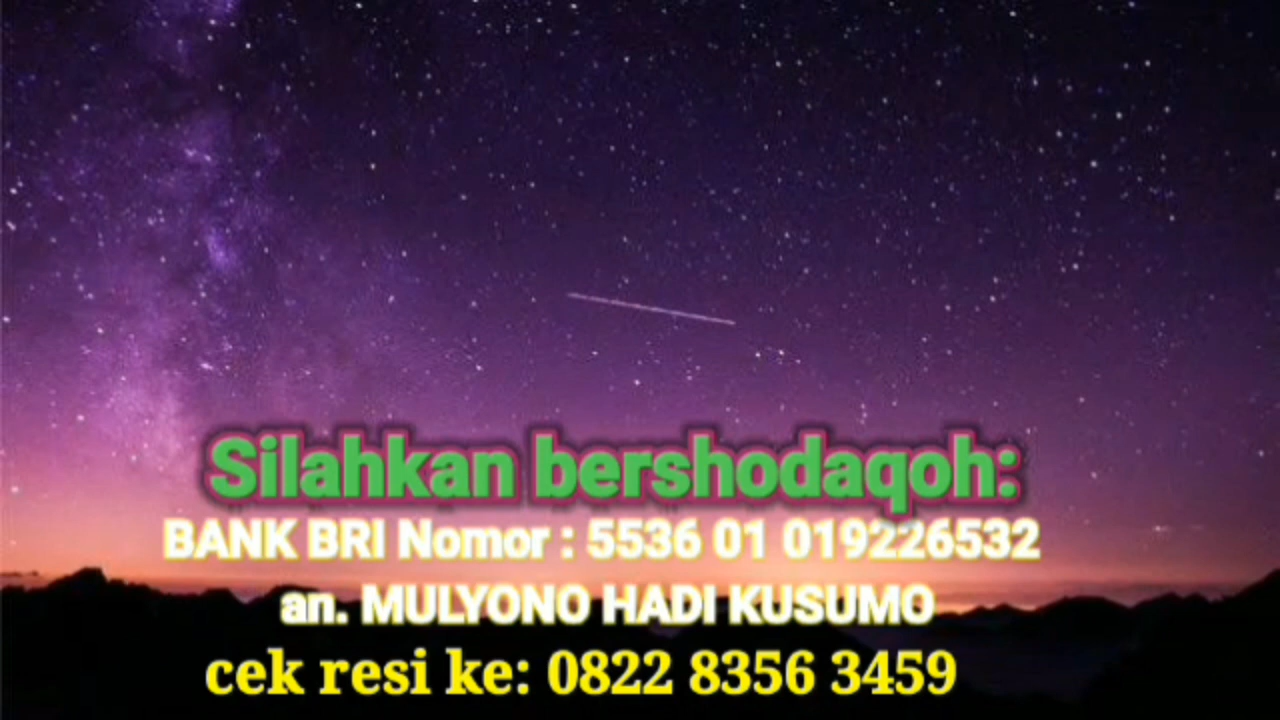 Silahkan bershodaqoh:
BANK BRI Nomor : 5536 01 019226532
an. MULYONO HADI KUSUMO
cek resi ke: 0822 8356 3459